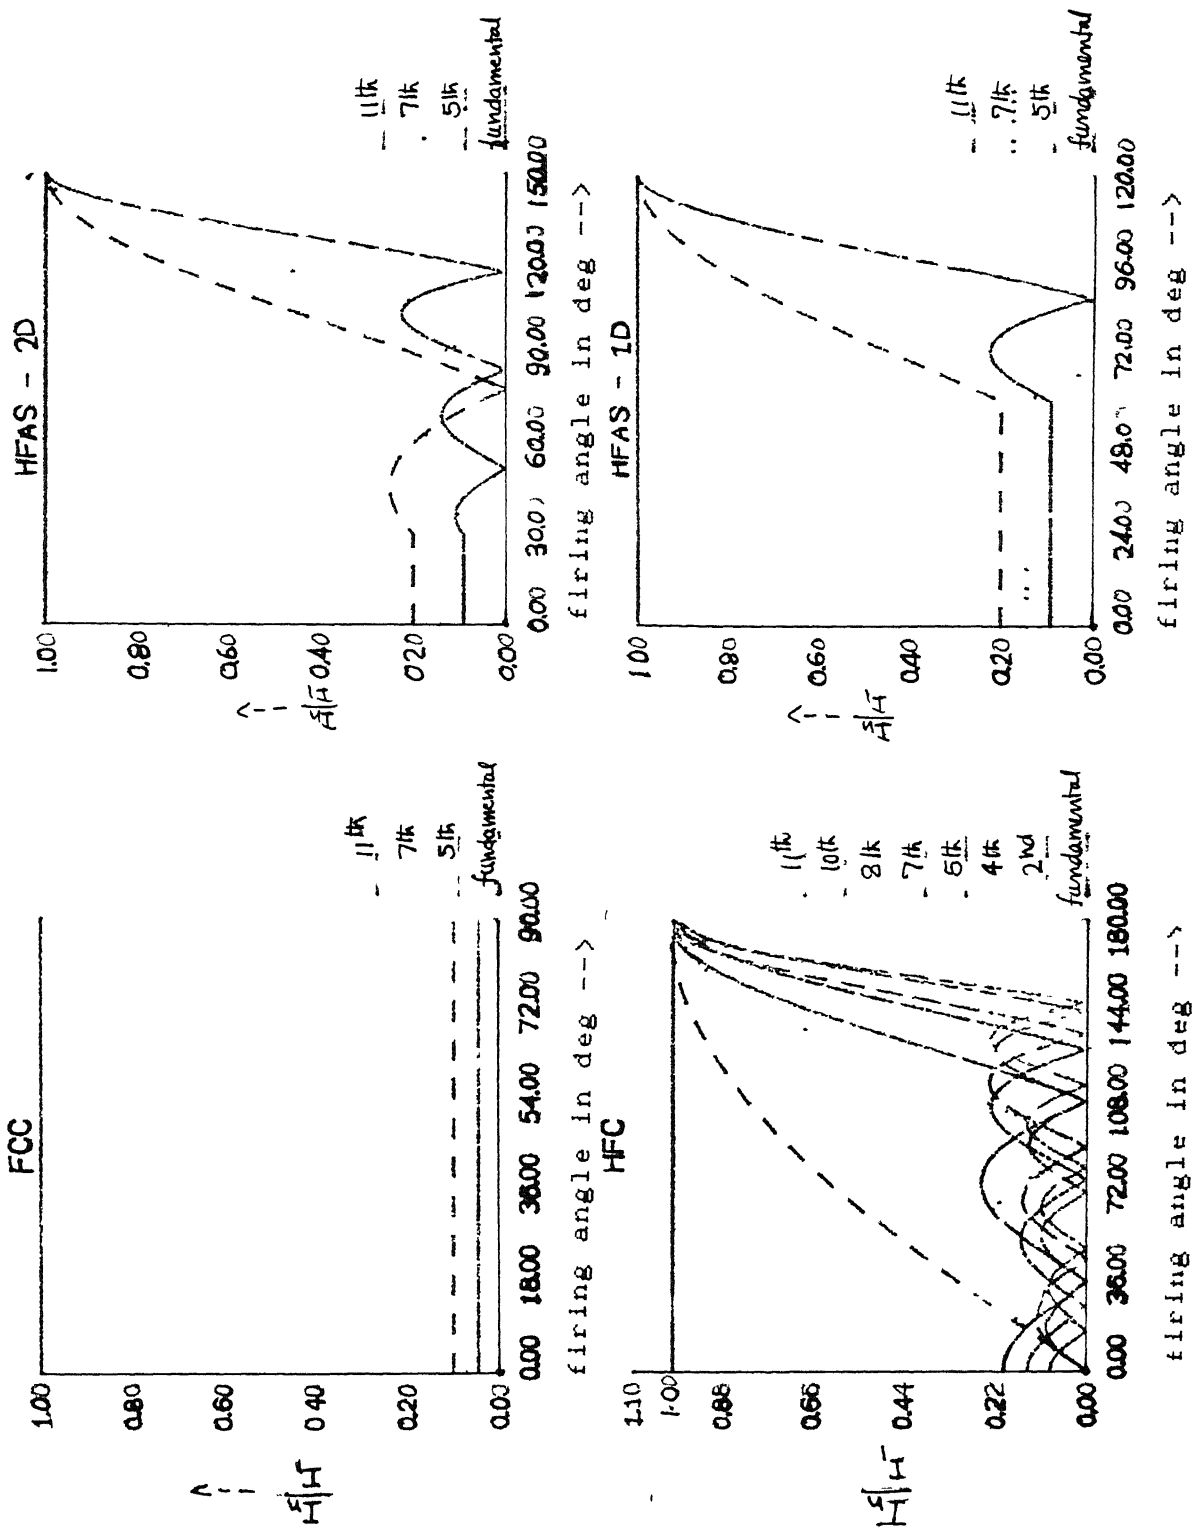 FCC
1.00
0.80
0.60
0.40
0.20
0.00
0.00 18.00 36.00 54.00 72.00 90.00
firing angle in deg -->
11th
7th
5th
fundamental
HFAS - 2D
1.00
0.80
0.60
0.40
0.20
0.00
0.00 30.0 60.00 90.00 120.00 150.00
firing angle in deg -->
11th
7th
5th
fundamental
HFC
1.10
1.00
0.88
0.66
0.44
0.22
0.00
0.00 36.00 72.00 108.00 144.00 180.00
firing angle in deg -->
11th
10th
8th
7th
5th
4th
2nd
fundamental
HFAS - 1D
1.00
0.80
0.60
0.40
0.20
0.00
0.00 24.00 48.0 72.00 96.00 120.00
firing angle in deg -->
11th
7th
5th
fundamental